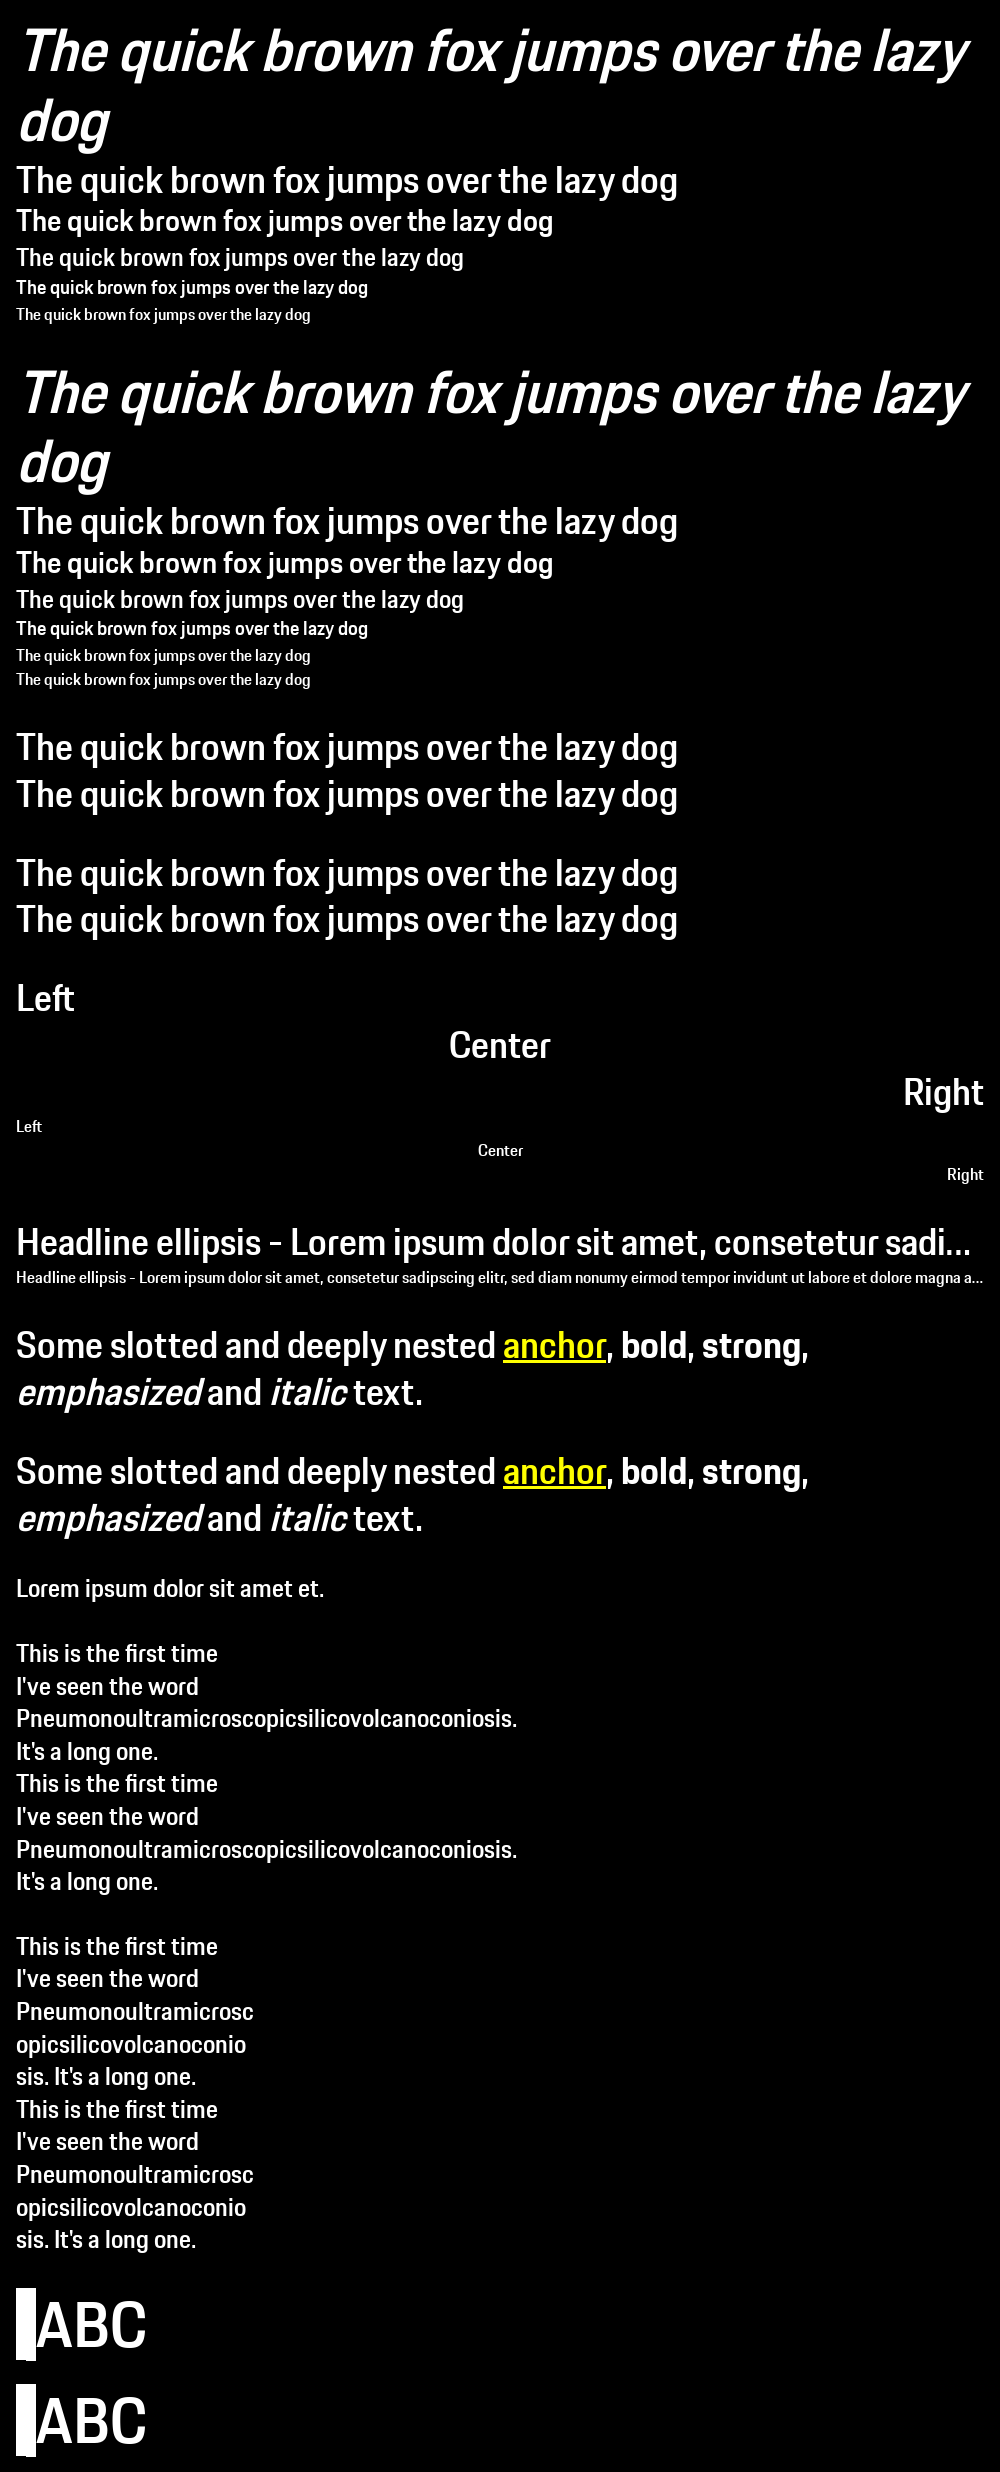 The quick brown fox jumps over the lazy
dog
The quick brown fox jumps over the lazy dog
The quick brown fox jumps over the lazy dog
The quick brown fox jumps over the lazy dog
The quick brown fox jumps over the lazy dog
The quick brown fox jumps over the lazy dog
The quick brown fox jumps over the lazy
dog
The quick brown fox jumps over the lazy dog
The quick brown fox jumps over the lazy dog
The quick brown fox jumps over the lazy dog
The quick brown fox jumps over the lazy dog
The quick brown fox jumps over the lazy dog
The quick brown fox jumps over the lazy dog
The quick brown fox jumps over the lazy dog
The quick brown fox jumps over the lazy dog
The quick brown fox jumps over the lazy dog
The quick brown fox jumps over the lazy dog
Left
Center
Right
Left
Center
Right
Headline ellipsis - Lorem ipsum dolor sit amet, consetetur sadi...
Headline ellipsis - Lorem ipsum dolor sit amet, consetetur sadipscing elitr, sed diam nonumy eirmod tempor invidunt ut labore et dolore magna a...
Some slotted and deeply nested anchor, bold, strong,
emphasized and italic text.
Some slotted and deeply nested anchor, bold, strong,
emphasized and italic text.
Lorem ipsum dolor sit amet et.
This is the first time
I've seen the word
Pneumonoultramicroscopicsilicovolcanoconiosis.
It's a long one.
This is the first time
I've seen the word
Pneumonoultramicroscopicsilicovolcanoconiosis.
It's a long one.
This is the first time
I've seen the word
Pneumonoultramicrosc
opicsilicovolcanoconio
sis. It's a long one.
This is the first time
I've seen the word
Pneumonoultramicrosc
opicsilicovolcanoconio
sis. It's a long one.
ABC
ABC